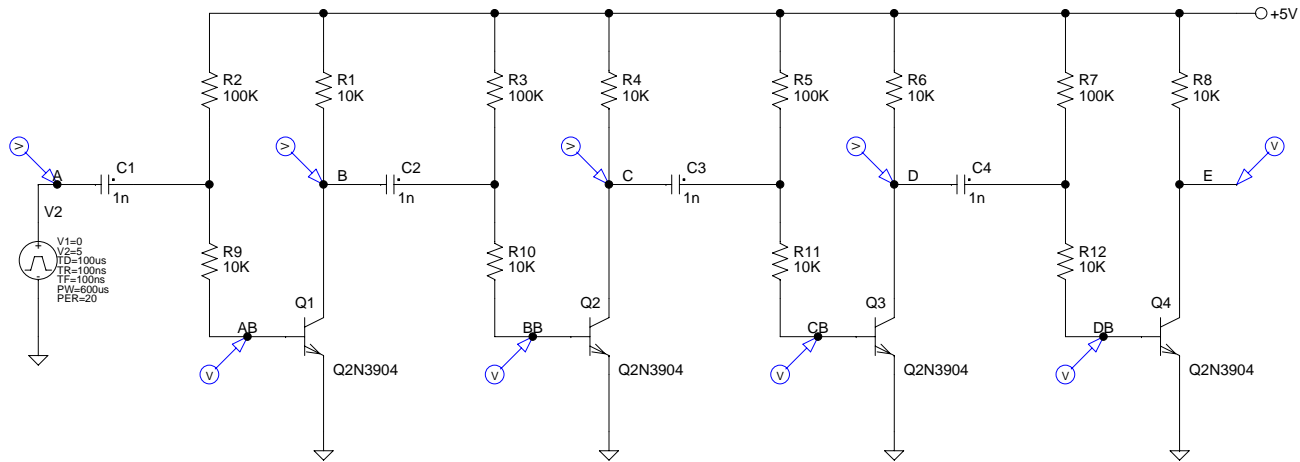 +5V
R2
100K
R1
10K
R3
100K
R4
10K
R5
100K
R6
10K
R7
100K
R8
10K
V
V
V
V
V
A
C1
1n
B
C2
1n
C
C3
1n
D
C4
1n
E
V2
V1=0
V2=5
TD=100us
TR=100ns
TF=100ns
PW=600us
PER=20
+
-
R9
10K
R10
10K
R11
10K
R12
10K
AB
Q1
BB
Q2
CB
Q3
DB
Q4
V
Q2N3904
V
Q2N3904
V
Q2N3904
V
Q2N3904